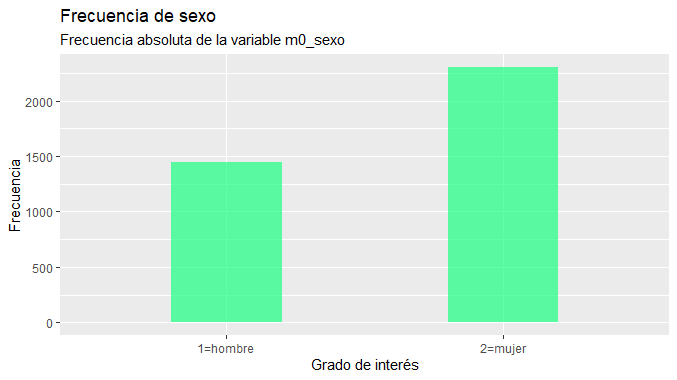 Frecuencia de sexo
Frecuencia absoluta de la variable m0_sexo
Frecuencia
2000
1500
1000
500
0
1=hombre
2=mujer
Grado de interés